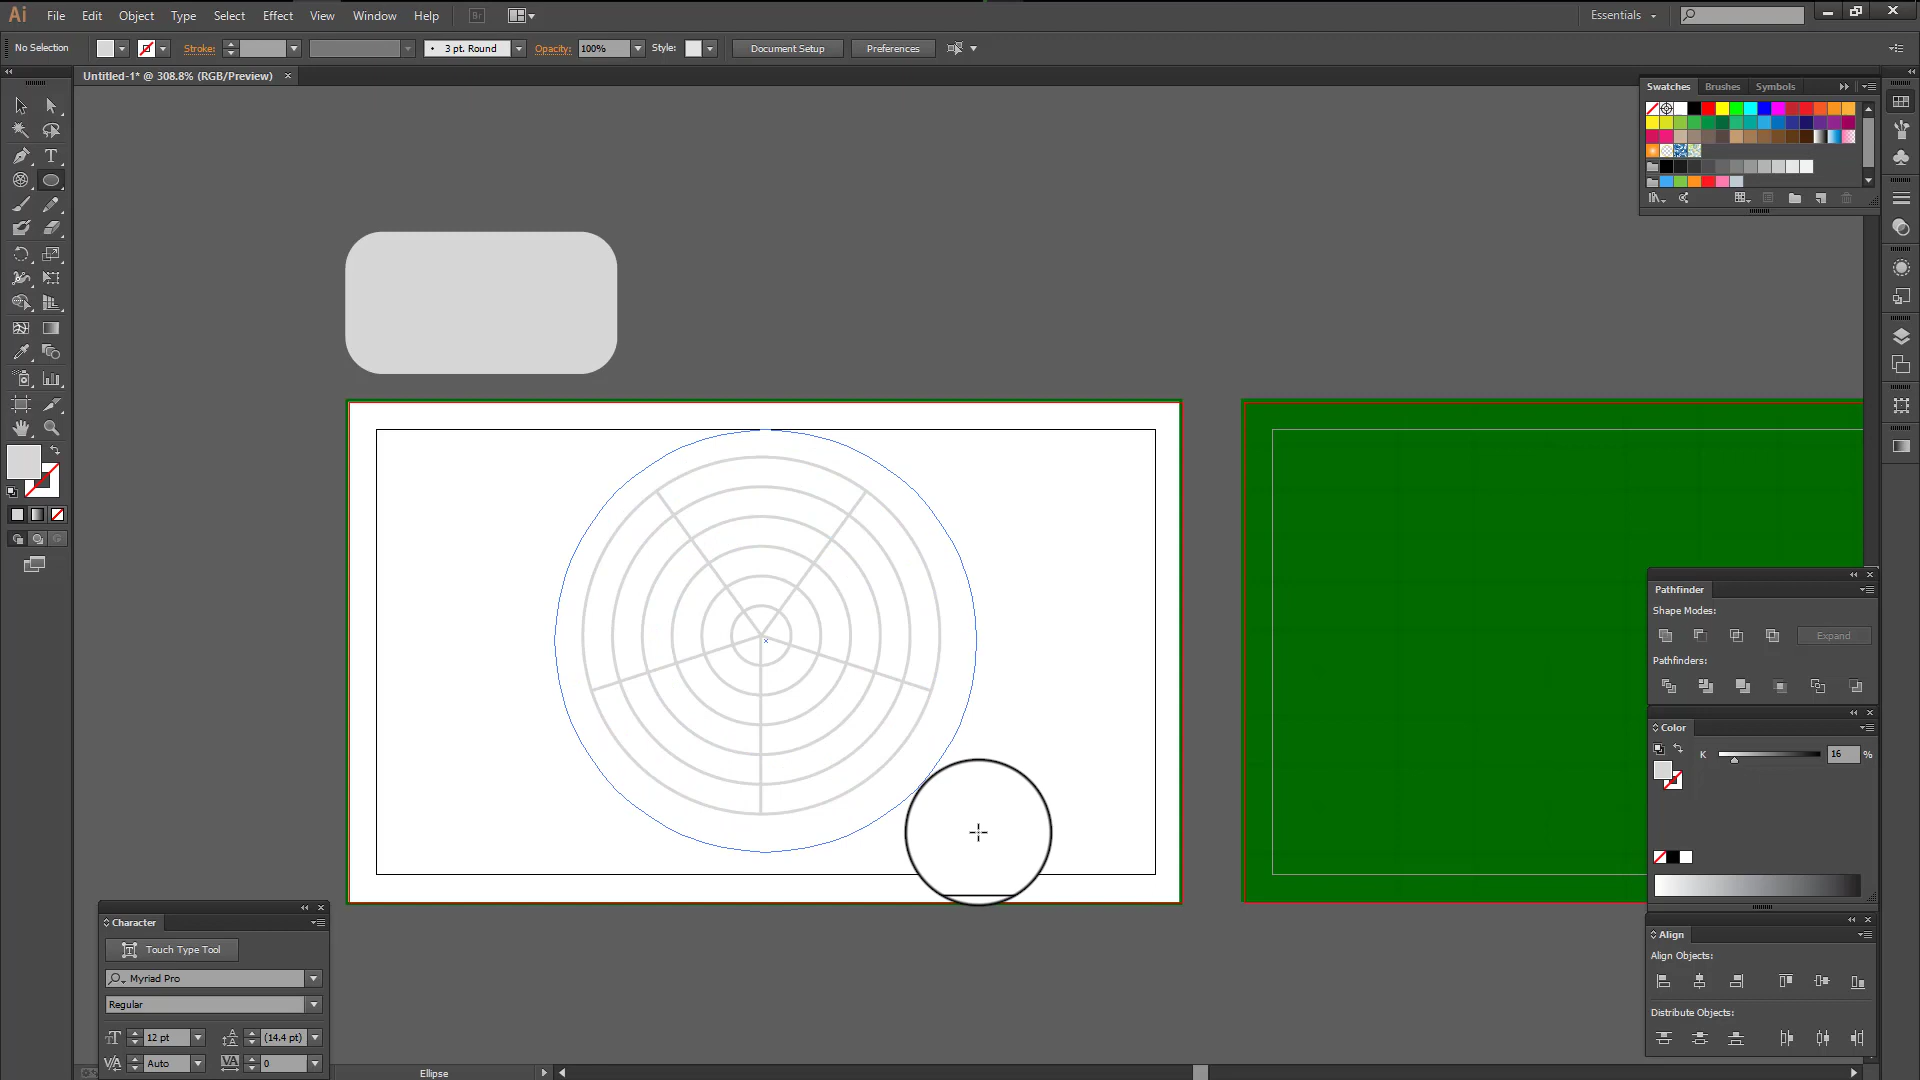 Ai File Edit Object Type Select Effect View Window Help Br Essentials
No Selection Stroke: 3 pt. Round Opacity: 100% Style: Document Setup Preferences
Untitled-1* @ 308.8% (RGB/Preview)
Swatches Brushes Symbols
Pathfinder
Shape Modes:
Expand
Pathfinders:
Color
K 16 %
Character
Touch Type Tool
Myriad Pro
Regular
12 pt (14.4 pt)
Auto 0
Align
Align Objects:
Distribute Objects:
Ellipse